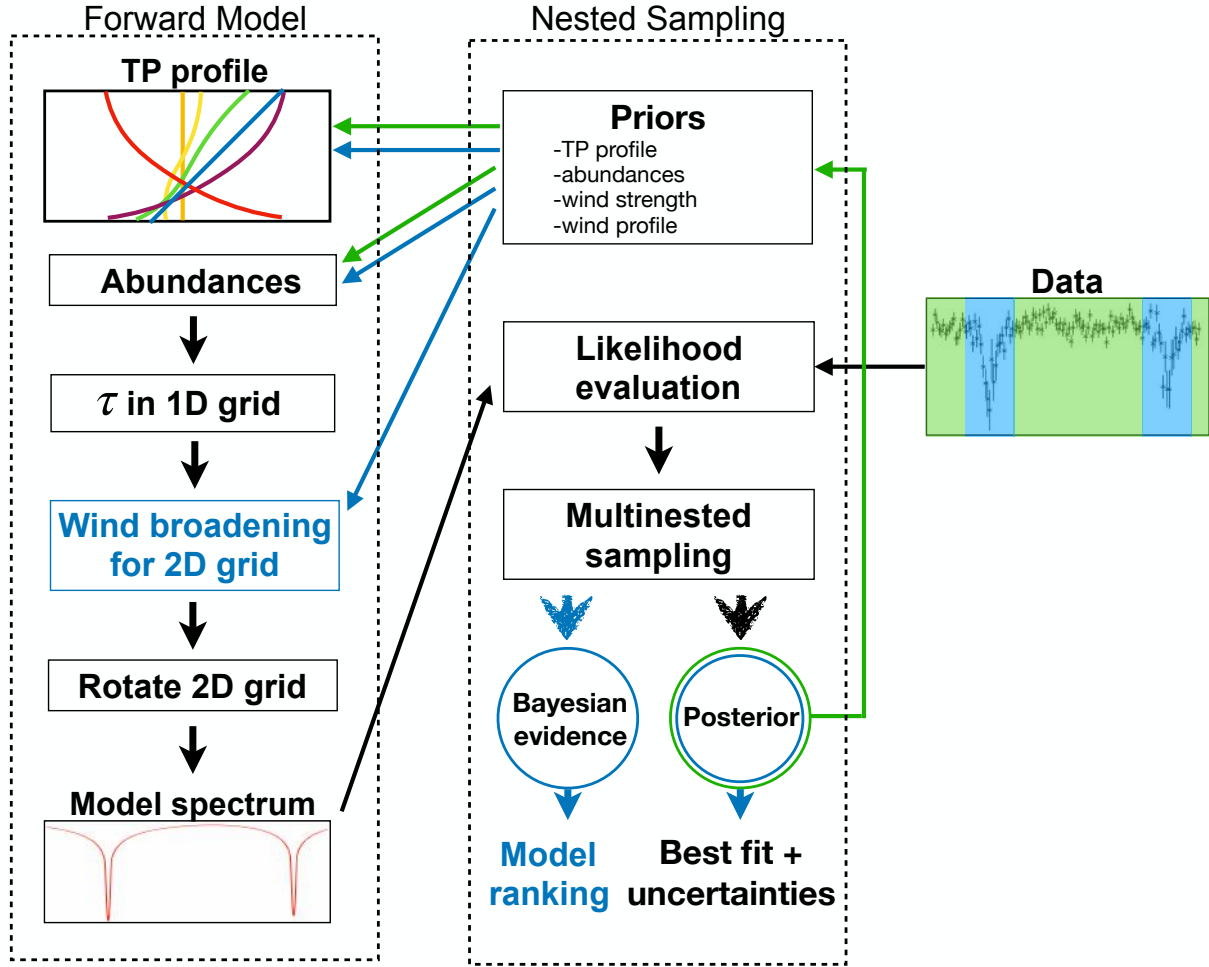 Forward Model
TP profile
Abundances
τ in 1D grid
Wind broadening
for 2D grid
Rotate 2D grid
Model spectrum
Nested Sampling
Priors
-TP profile
-abundances
-wind strength
-wind profile
Likelihood
evaluation
Multinested
sampling
Bayesian
evidence
Posterior
Model
ranking
Best fit +
uncertainties
Data